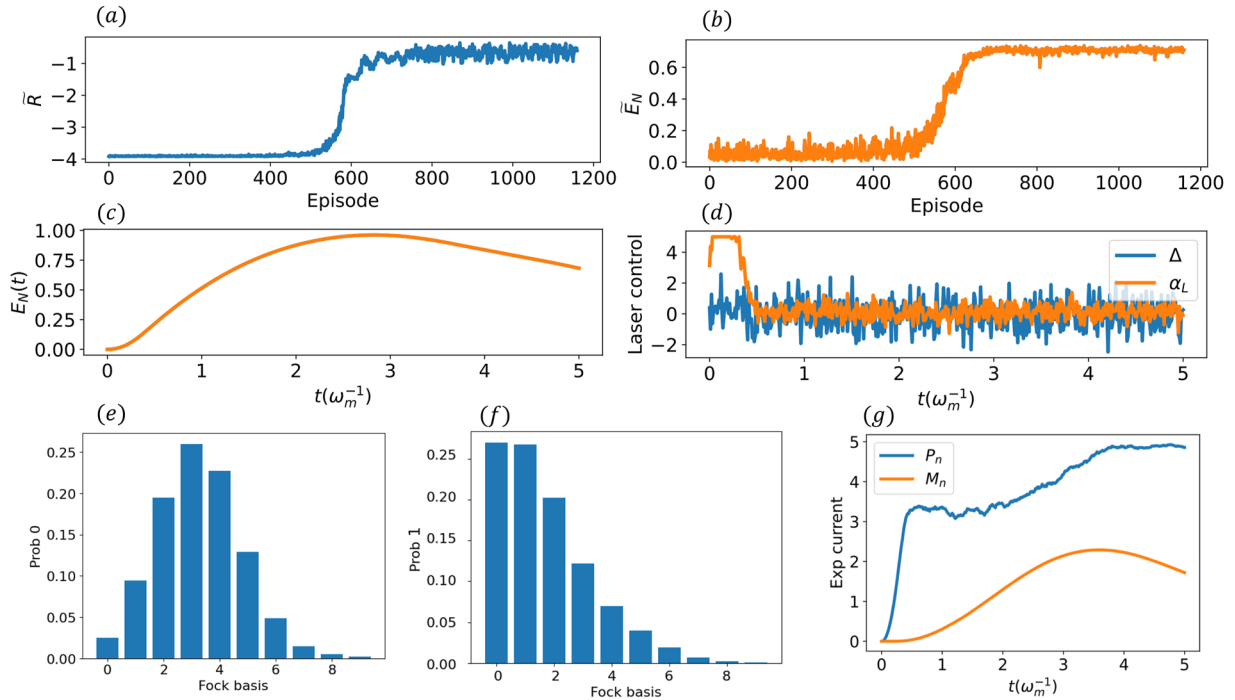 (a)
−1
−2
−3
−4
R̃
0 200 400 600 800 1000 1200
Episode
(b)
0.6
0.4
0.2
0.0
Ẽ_N
0 200 400 600 800 1000 1200
Episode
(c)
1.00
0.75
0.50
0.25
0.00
E_N(t)
0 1 2 3 4 5
t(ω_m^{-1})
(d)
4
2
0
−2
Laser control
Δ
α_L
0 1 2 3 4 5
t(ω_m^{-1})
(e)
0.25
0.20
0.15
0.10
0.05
0.00
Prob 0
0 2 4 6 8
Fock basis
(f)
0.25
0.20
0.15
0.10
0.05
0.00
Prob 1
0 2 4 6 8
Fock basis
(g)
5
4
3
2
1
0
Exp current
P_n
M_n
0 1 2 3 4 5
t(ω_m^{-1})